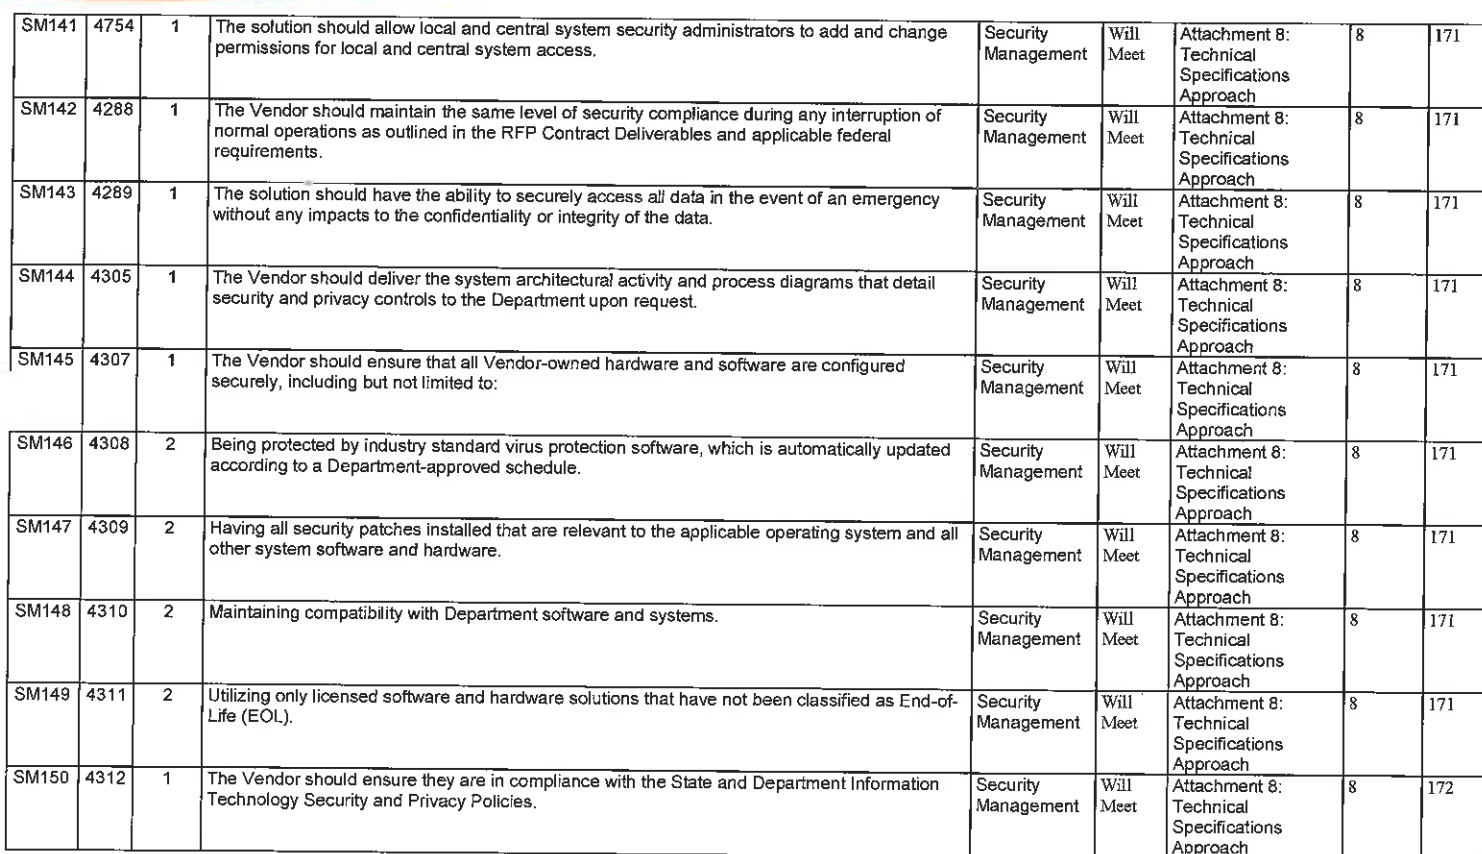 SM141 4754 1 The solution should allow local and central system security administrators to add and change Security Will Attachment 8: 8 171
permissions for local and central system access. Management Meet Technical
Specifications
Approach
SM142 4288 1 The Vendor should maintain the same level of security compliance during any interruption of Security Will Attachment 8: 8 171
normal operations as outlined in the RFP Contract Deliverables and applicable federal Management Meet Technical
requirements. Specifications
Approach
SM143 4289 1 The solution should have the ability to securely access all data in the event of an emergency Security Will Attachment 8: 8 171
without any impacts to the confidentiality or integrity of the data. Management Meet Technical
Specifications
Approach
SM144 4305 1 The Vendor should deliver the system architectural activity and process diagrams that detail Security Will Attachment 8: 8 171
security and privacy controls to the Department upon request. Management Meet Technical
Specifications
Approach
SM145 4307 1 The Vendor should ensure that all Vendor-owned hardware and software are configured Security Will Attachment 8: 8 171
securely, including but not limited to: Management Meet Technical
Specifications
Approach
SM146 4308 2 Being protected by industry standard virus protection software, which is automatically updated Security Will Attachment 8: 8 171
according to a Department-approved schedule. Management Meet Technical
Specifications
Approach
SM147 4309 2 Having all security patches installed that are relevant to the applicable operating system and all Security Will Attachment 8: 8 171
other system software and hardware. Management Meet Technical
Specifications
Approach
SM148 4310 2 Maintaining compatibility with Department software and systems. Security Will Attachment 8: 8 171
Management Meet Technical
Specifications
Approach
SM149 4311 2 Utilizing only licensed software and hardware solutions that have not been classified as End-of- Security Will Attachment 8: 8 171
Life (EOL). Management Meet Technical
Specifications
Approach
SM150 4312 1 The Vendor should ensure they are in compliance with the State and Department Information Security Will Attachment 8: 8 172
Technology Security and Privacy Policies. Management Meet Technical
Specifications
Approach